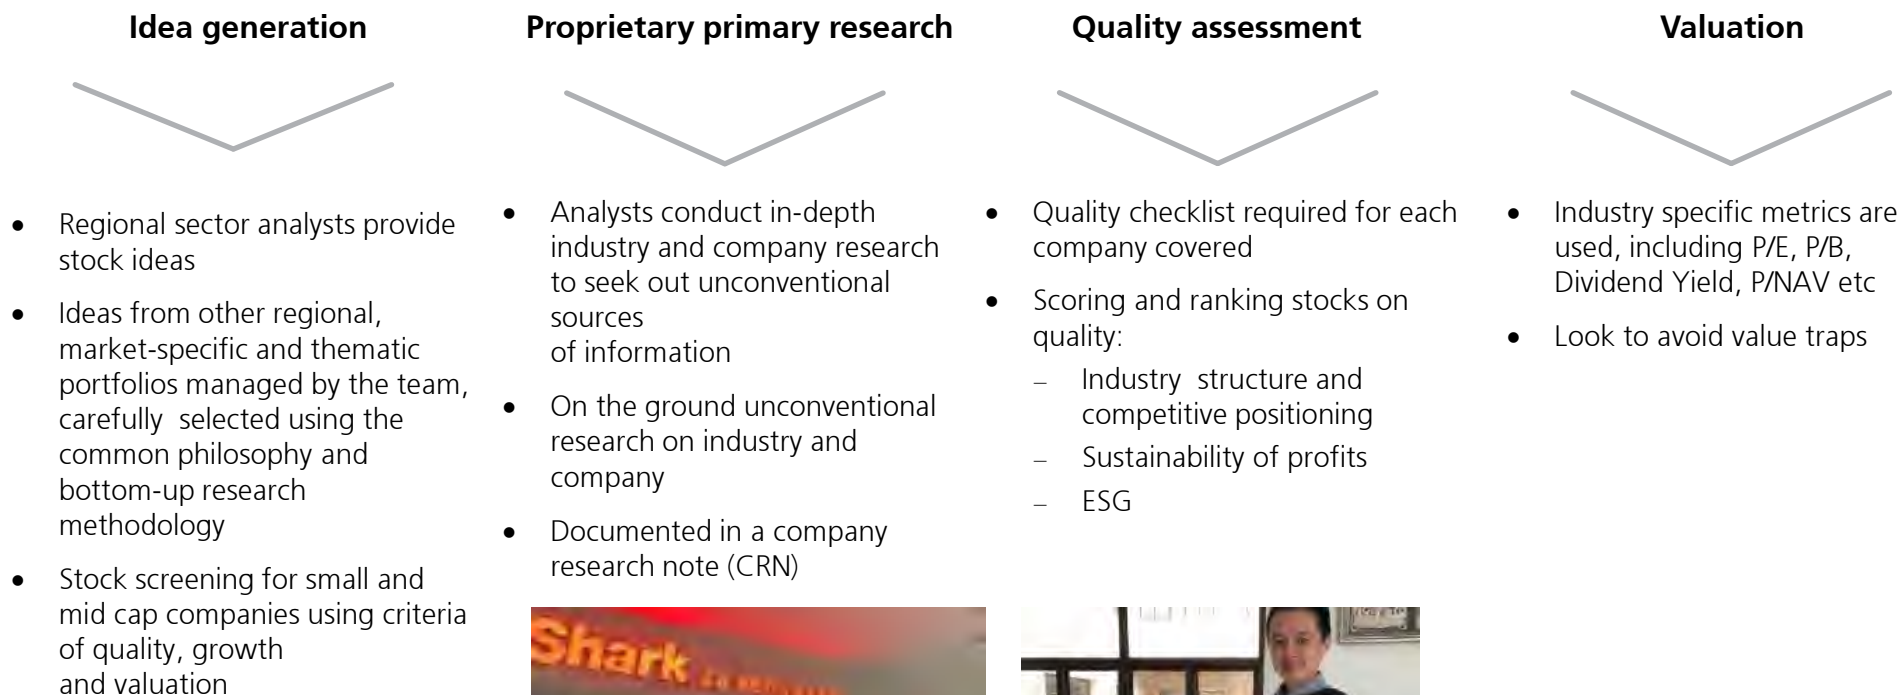 Idea generation
Regional sector analysts provide
stock ideas
Ideas from other regional,
market-specific and thematic
portfolios managed by the team,
carefully selected using the
common philosophy and
bottom-up research
methodology
Stock screening for small and
mid cap companies using criteria
of quality, growth
and valuation
Proprietary primary research
Analysts conduct in-depth
industry and company research
to seek out unconventional
sources
of information
On the ground unconventional
research on industry and
company
Documented in a company
research note (CRN)
Shark
Quality assessment
Quality checklist required for each
company covered
Scoring and ranking stocks on
quality:
– Industry structure and
competitive positioning
– Sustainability of profits
– ESG
Valuation
Industry specific metrics are
used, including P/E, P/B,
Dividend Yield, P/NAV etc
Look to avoid value traps